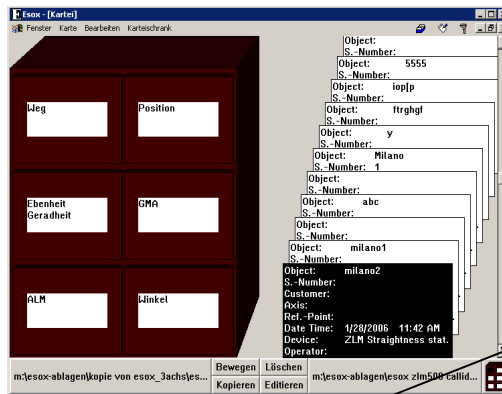 Esox - [Kartei]
Fenster Karte Bearbeiten Karteischrank
Weg
Position
Ebenheit
Geradheit
GMA
ALM
Winkel
Object:
S.-Number:
Object: 5555
S.-Number:
Object: iop[p
S.-Number:
Object: ftrghgf
S.-Number:
Object: y
S.-Number:
Object: Milano
S.-Number: 1
Object:
S.-Number:
Object: abc
S.-Number:
Object:
S.-Number:
Object: milano1
S.-Number:
Object: milano2
S.-Number:
Customer:
Axis:
Ref.-Point:
Date Time: 1/28/2006 11:42 AM
Device: ZLM Straightness stat.
Operator:
m:\esox-ablagen\kopie von esox_3achs\es...
Bewegen
Löschen
Kopieren
Editieren
m:\esox-ablagen\esox zlm500 callid...